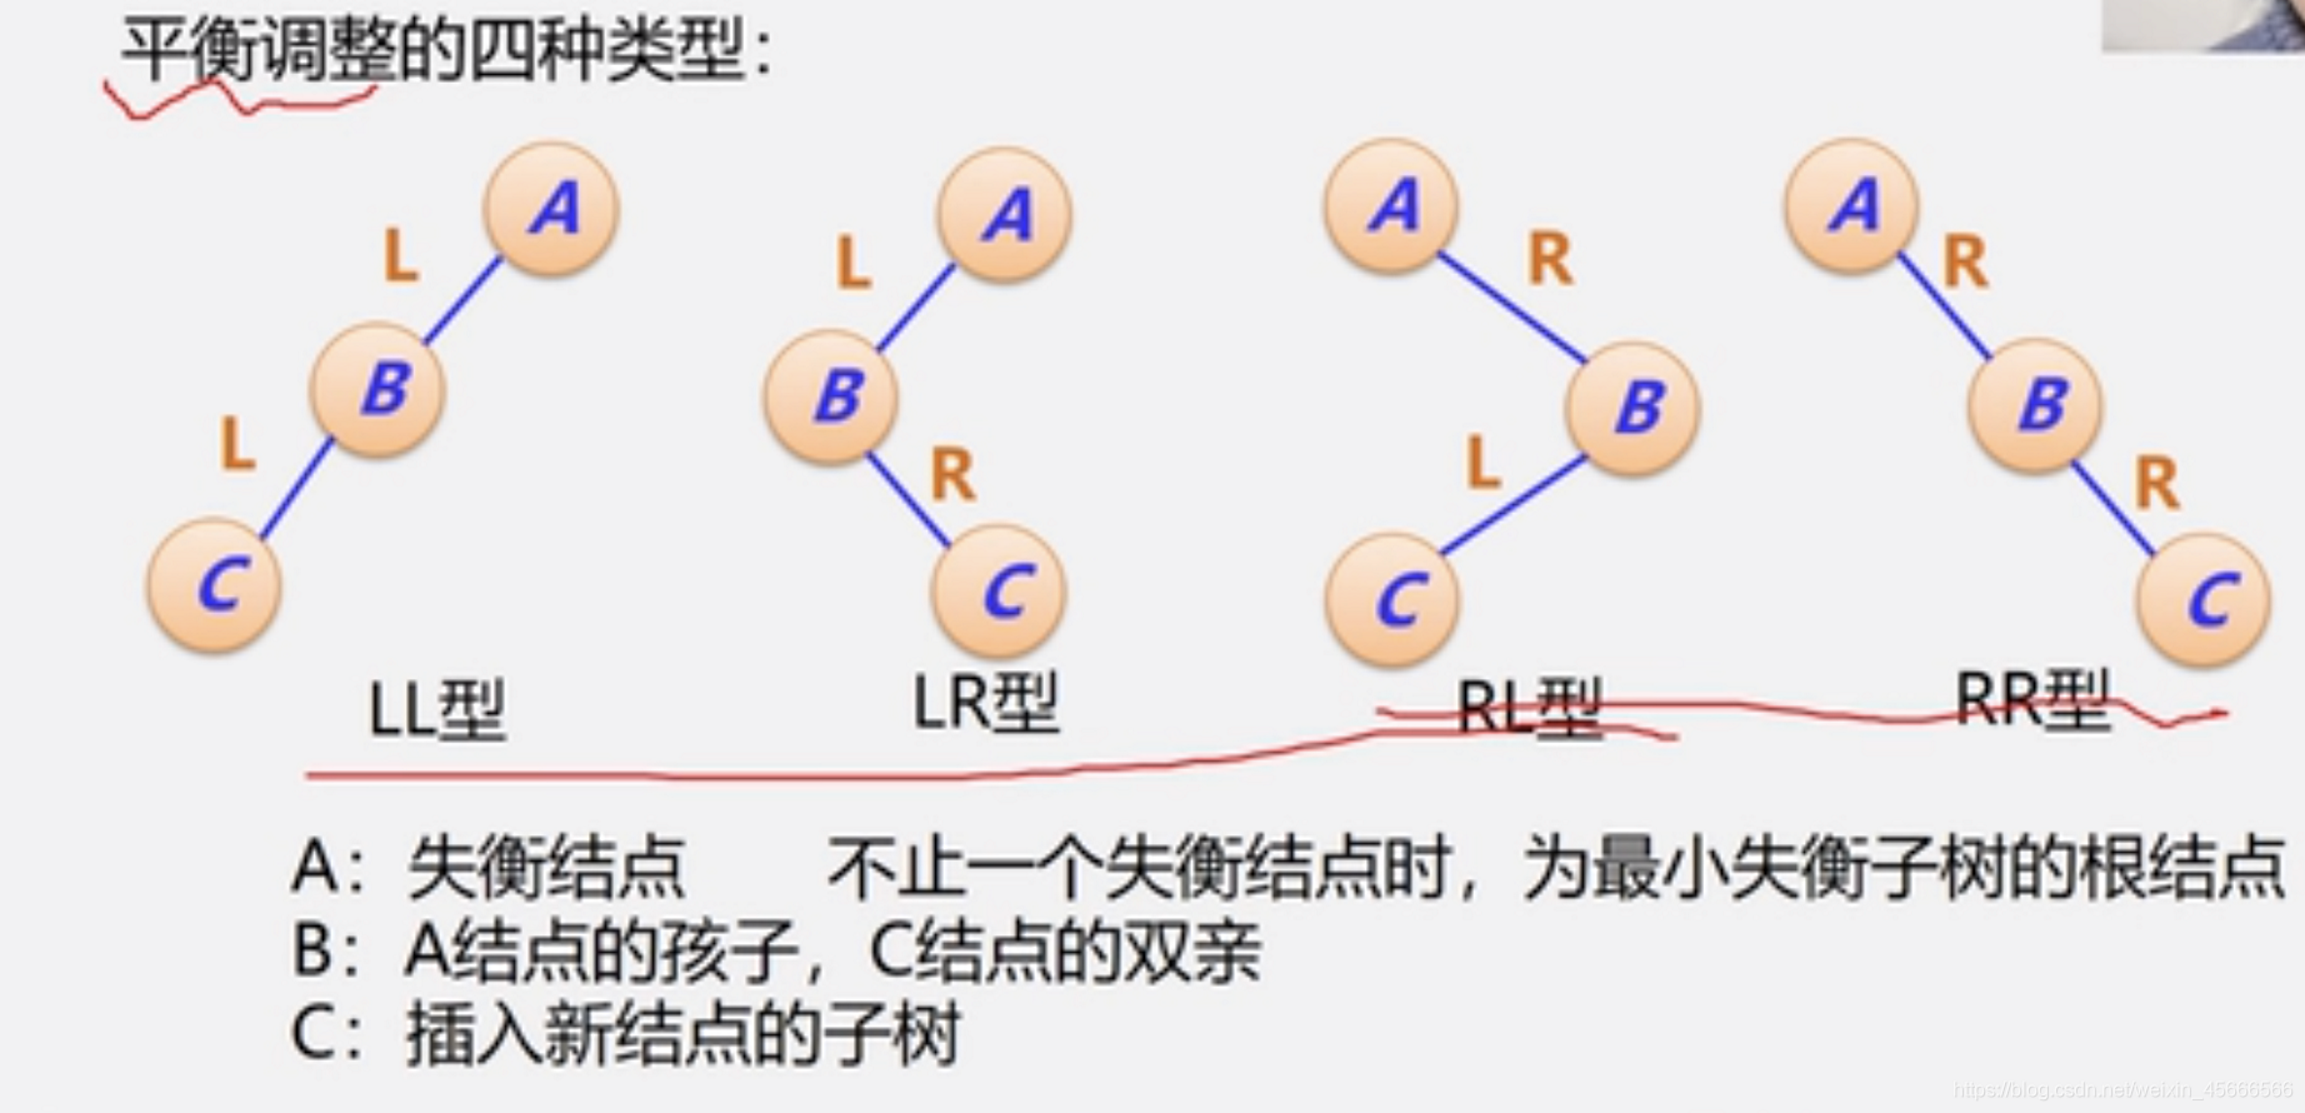 平衡调整的四种类型：
A A A A
L L R R
B B B B
L R L R
C C C C
LL型 LR型 RL型 RR型
A：失衡结点 不止一个失衡结点时，为最小失衡子树的根结点
B：A结点的孩子，C结点的双亲
C：插入新结点的子树
https://blog.csdn.net/weixin_45666566